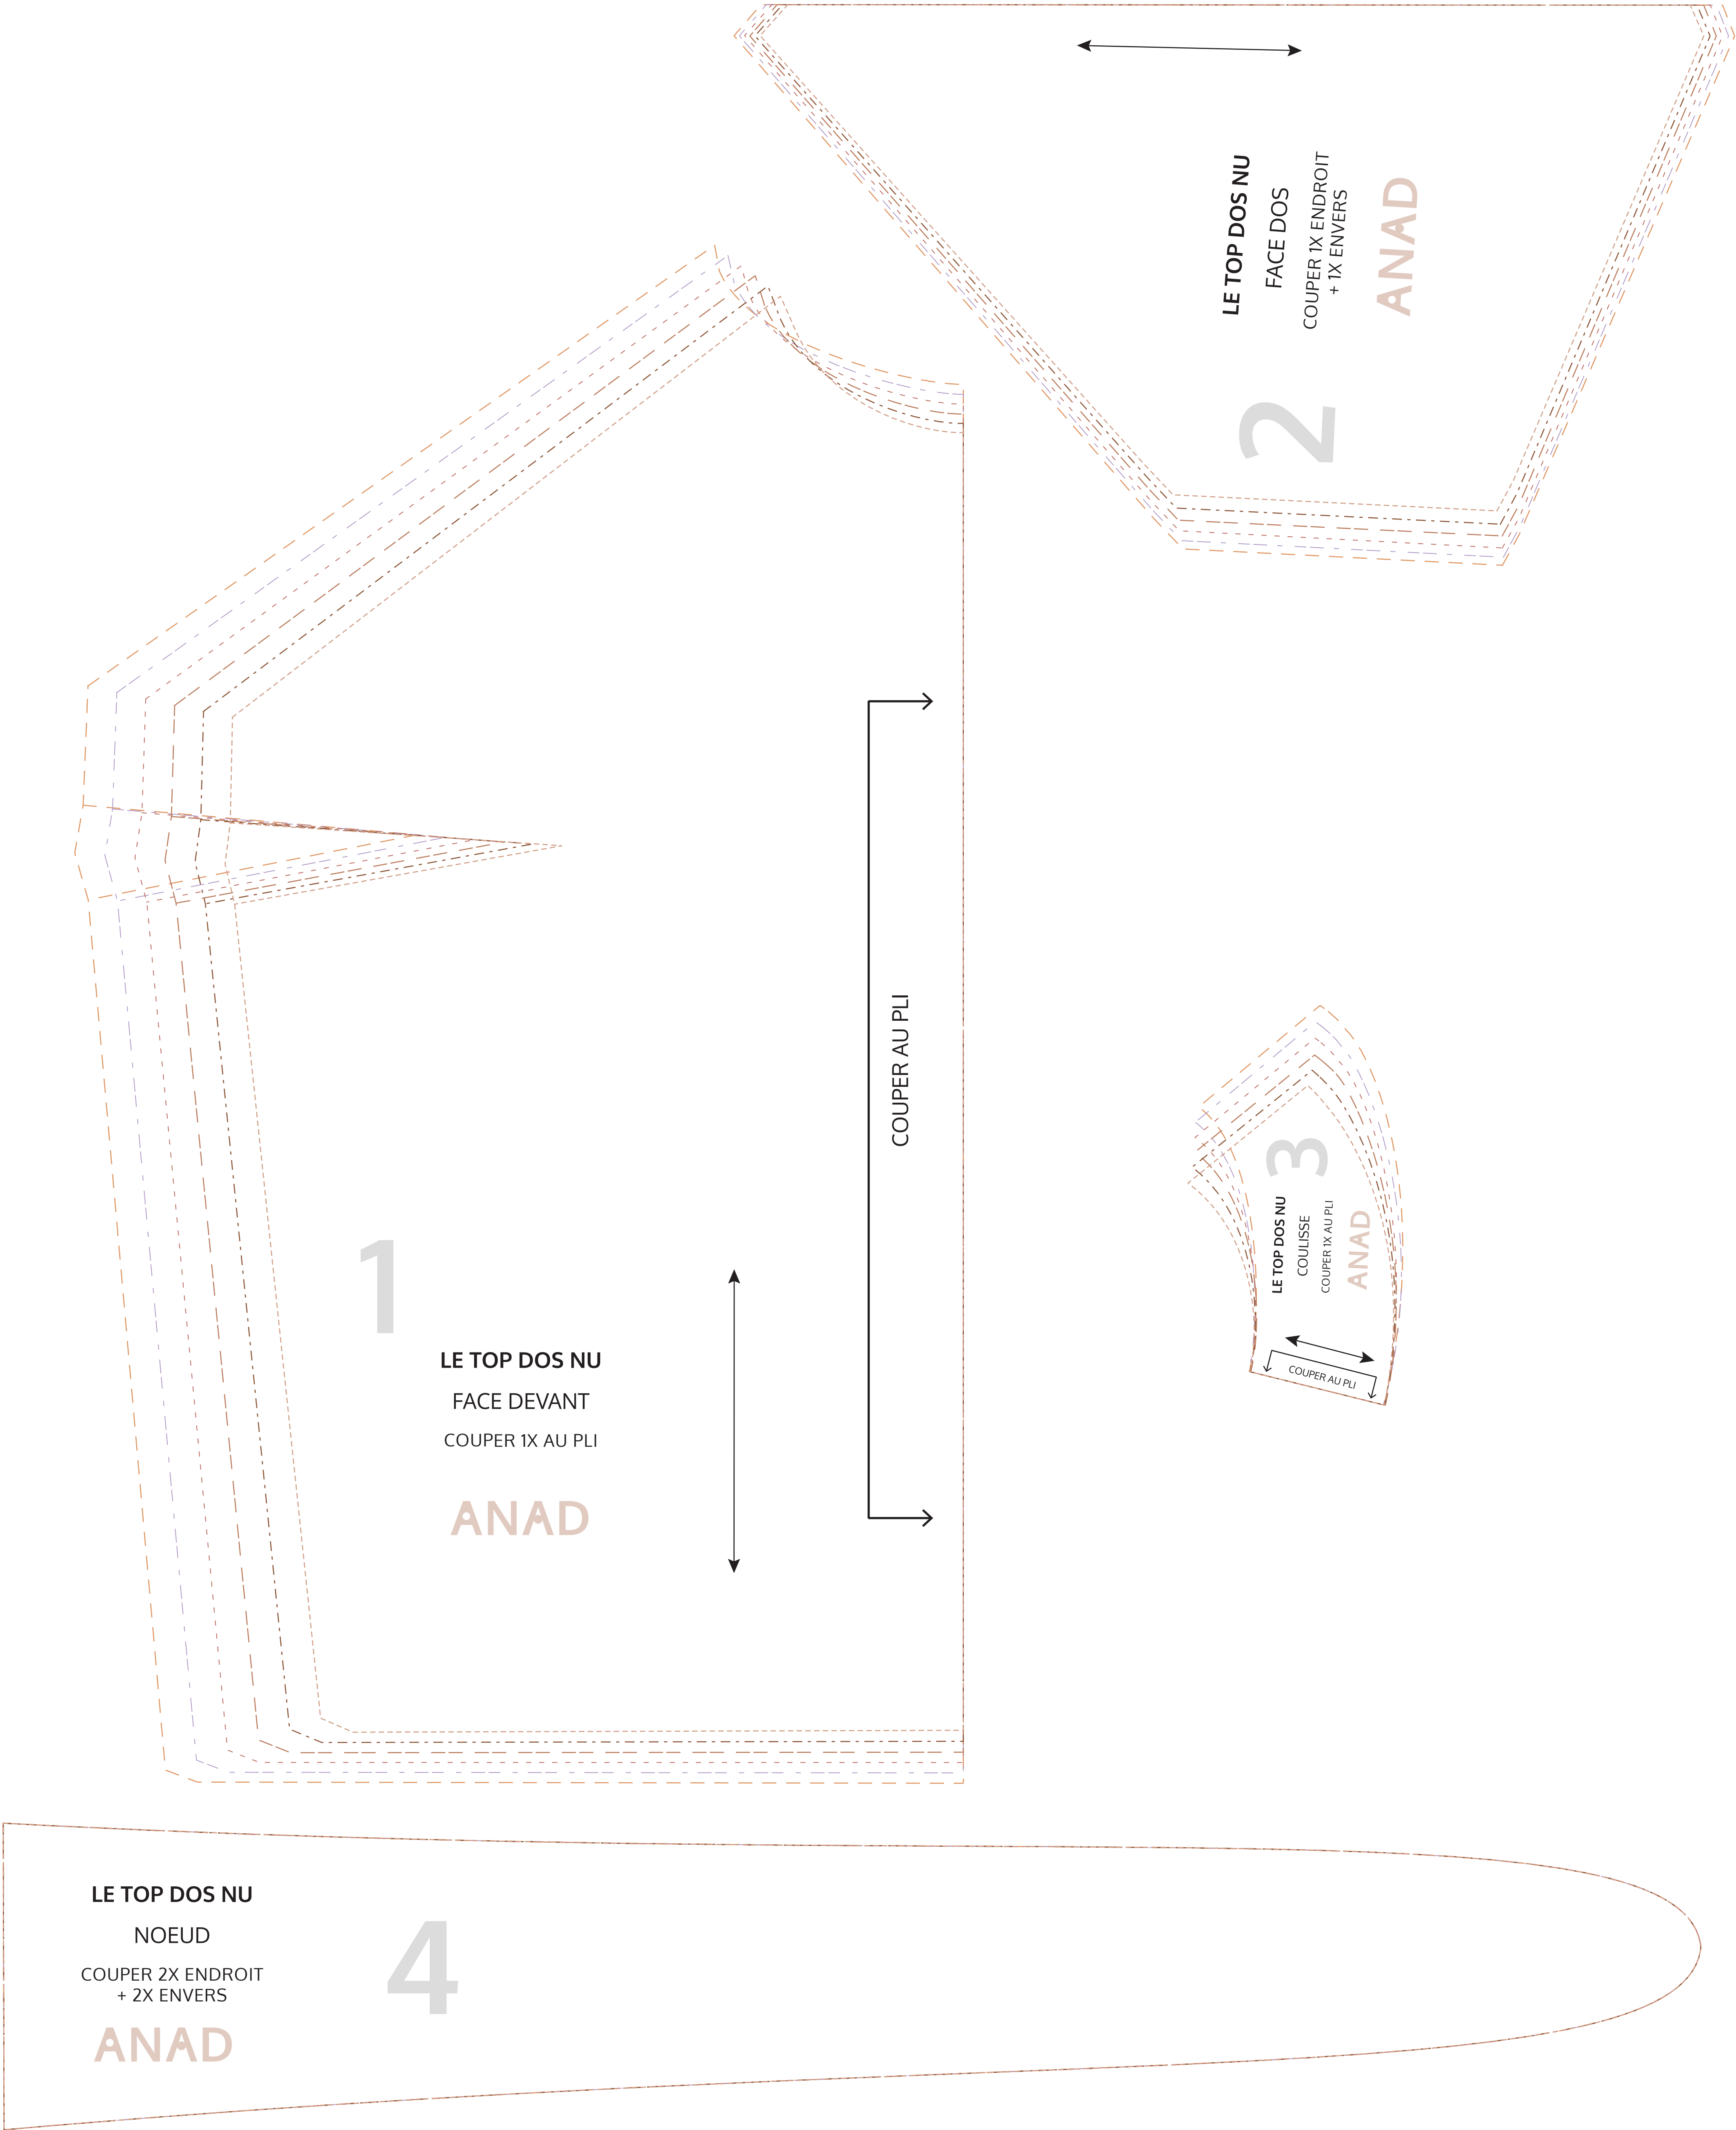 LE TOP DOS NU
FACE DOS
COUPER 1X ENDROIT
+ 1X ENVERS
ANAD
2
COUPER AU PLI
1
LE TOP DOS NU
FACE DEVANT
COUPER 1X AU PLI
ANAD
3
LE TOP DOS NU
COULISSE
COUPER 1X AU PLI
ANAD
COUPER AU PLI
LE TOP DOS NU
NOEUD
COUPER 2X ENDROIT
+ 2X ENVERS
ANAD
4